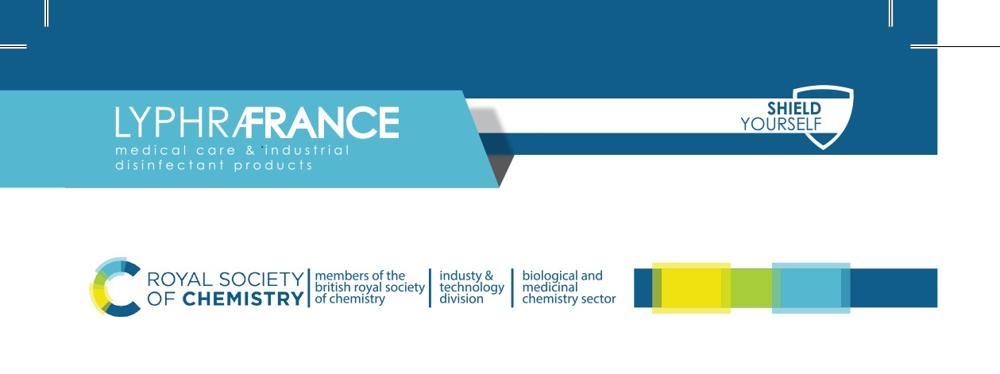 LYPHRAFRANCE
medical care & industrial
disinfectant products
SHIELD
YOURSELF
ROYAL SOCIETY
OF CHEMISTRY
members of the
british royal society
of chemistry
industy &
technology
division
biological and
medicinal
chemistry sector